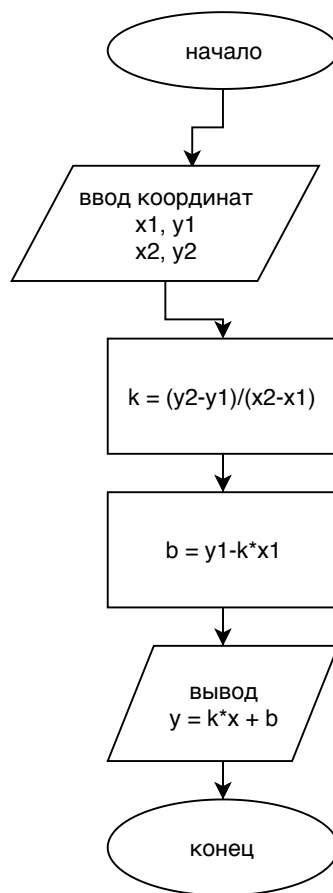 начало
ввод координат
x1, y1
x2, y2
k = (y2-y1)/(x2-x1)
b = y1-k*x1
вывод
y = k*x + b
конец